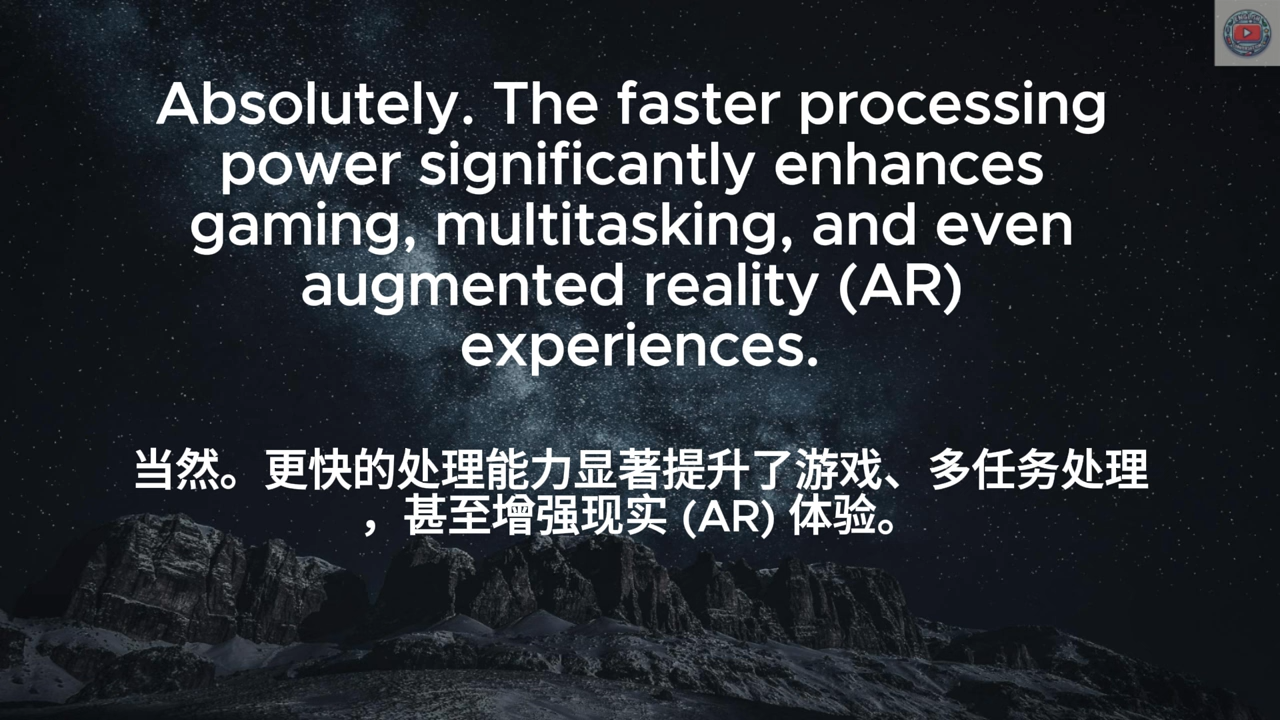 Absolutely. The faster processing
power significantly enhances
gaming, multitasking, and even
augmented reality (AR)
experiences.
当然。更快的处理能力显著提升了游戏、多任务处理
，甚至增强现实 (AR) 体验。